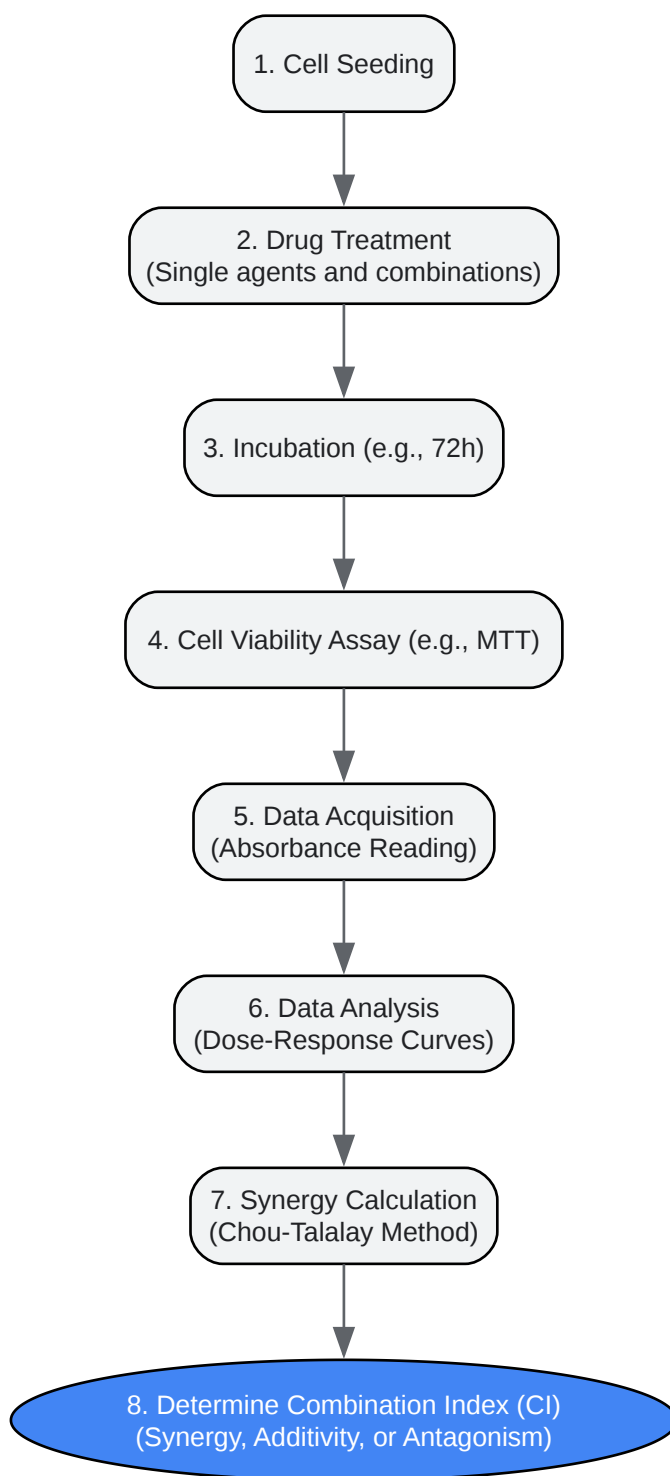 1. Cell Seeding
2. Drug Treatment
(Single agents and combinations)
3. Incubation (e.g., 72h)
4. Cell Viability Assay (e.g., MTT)
5. Data Acquisition
(Absorbance Reading)
6. Data Analysis
(Dose-Response Curves)
7. Synergy Calculation
(Chou-Talalay Method)
8. Determine Combination Index (CI)
(Synergy, Additivity, or Antagonism)